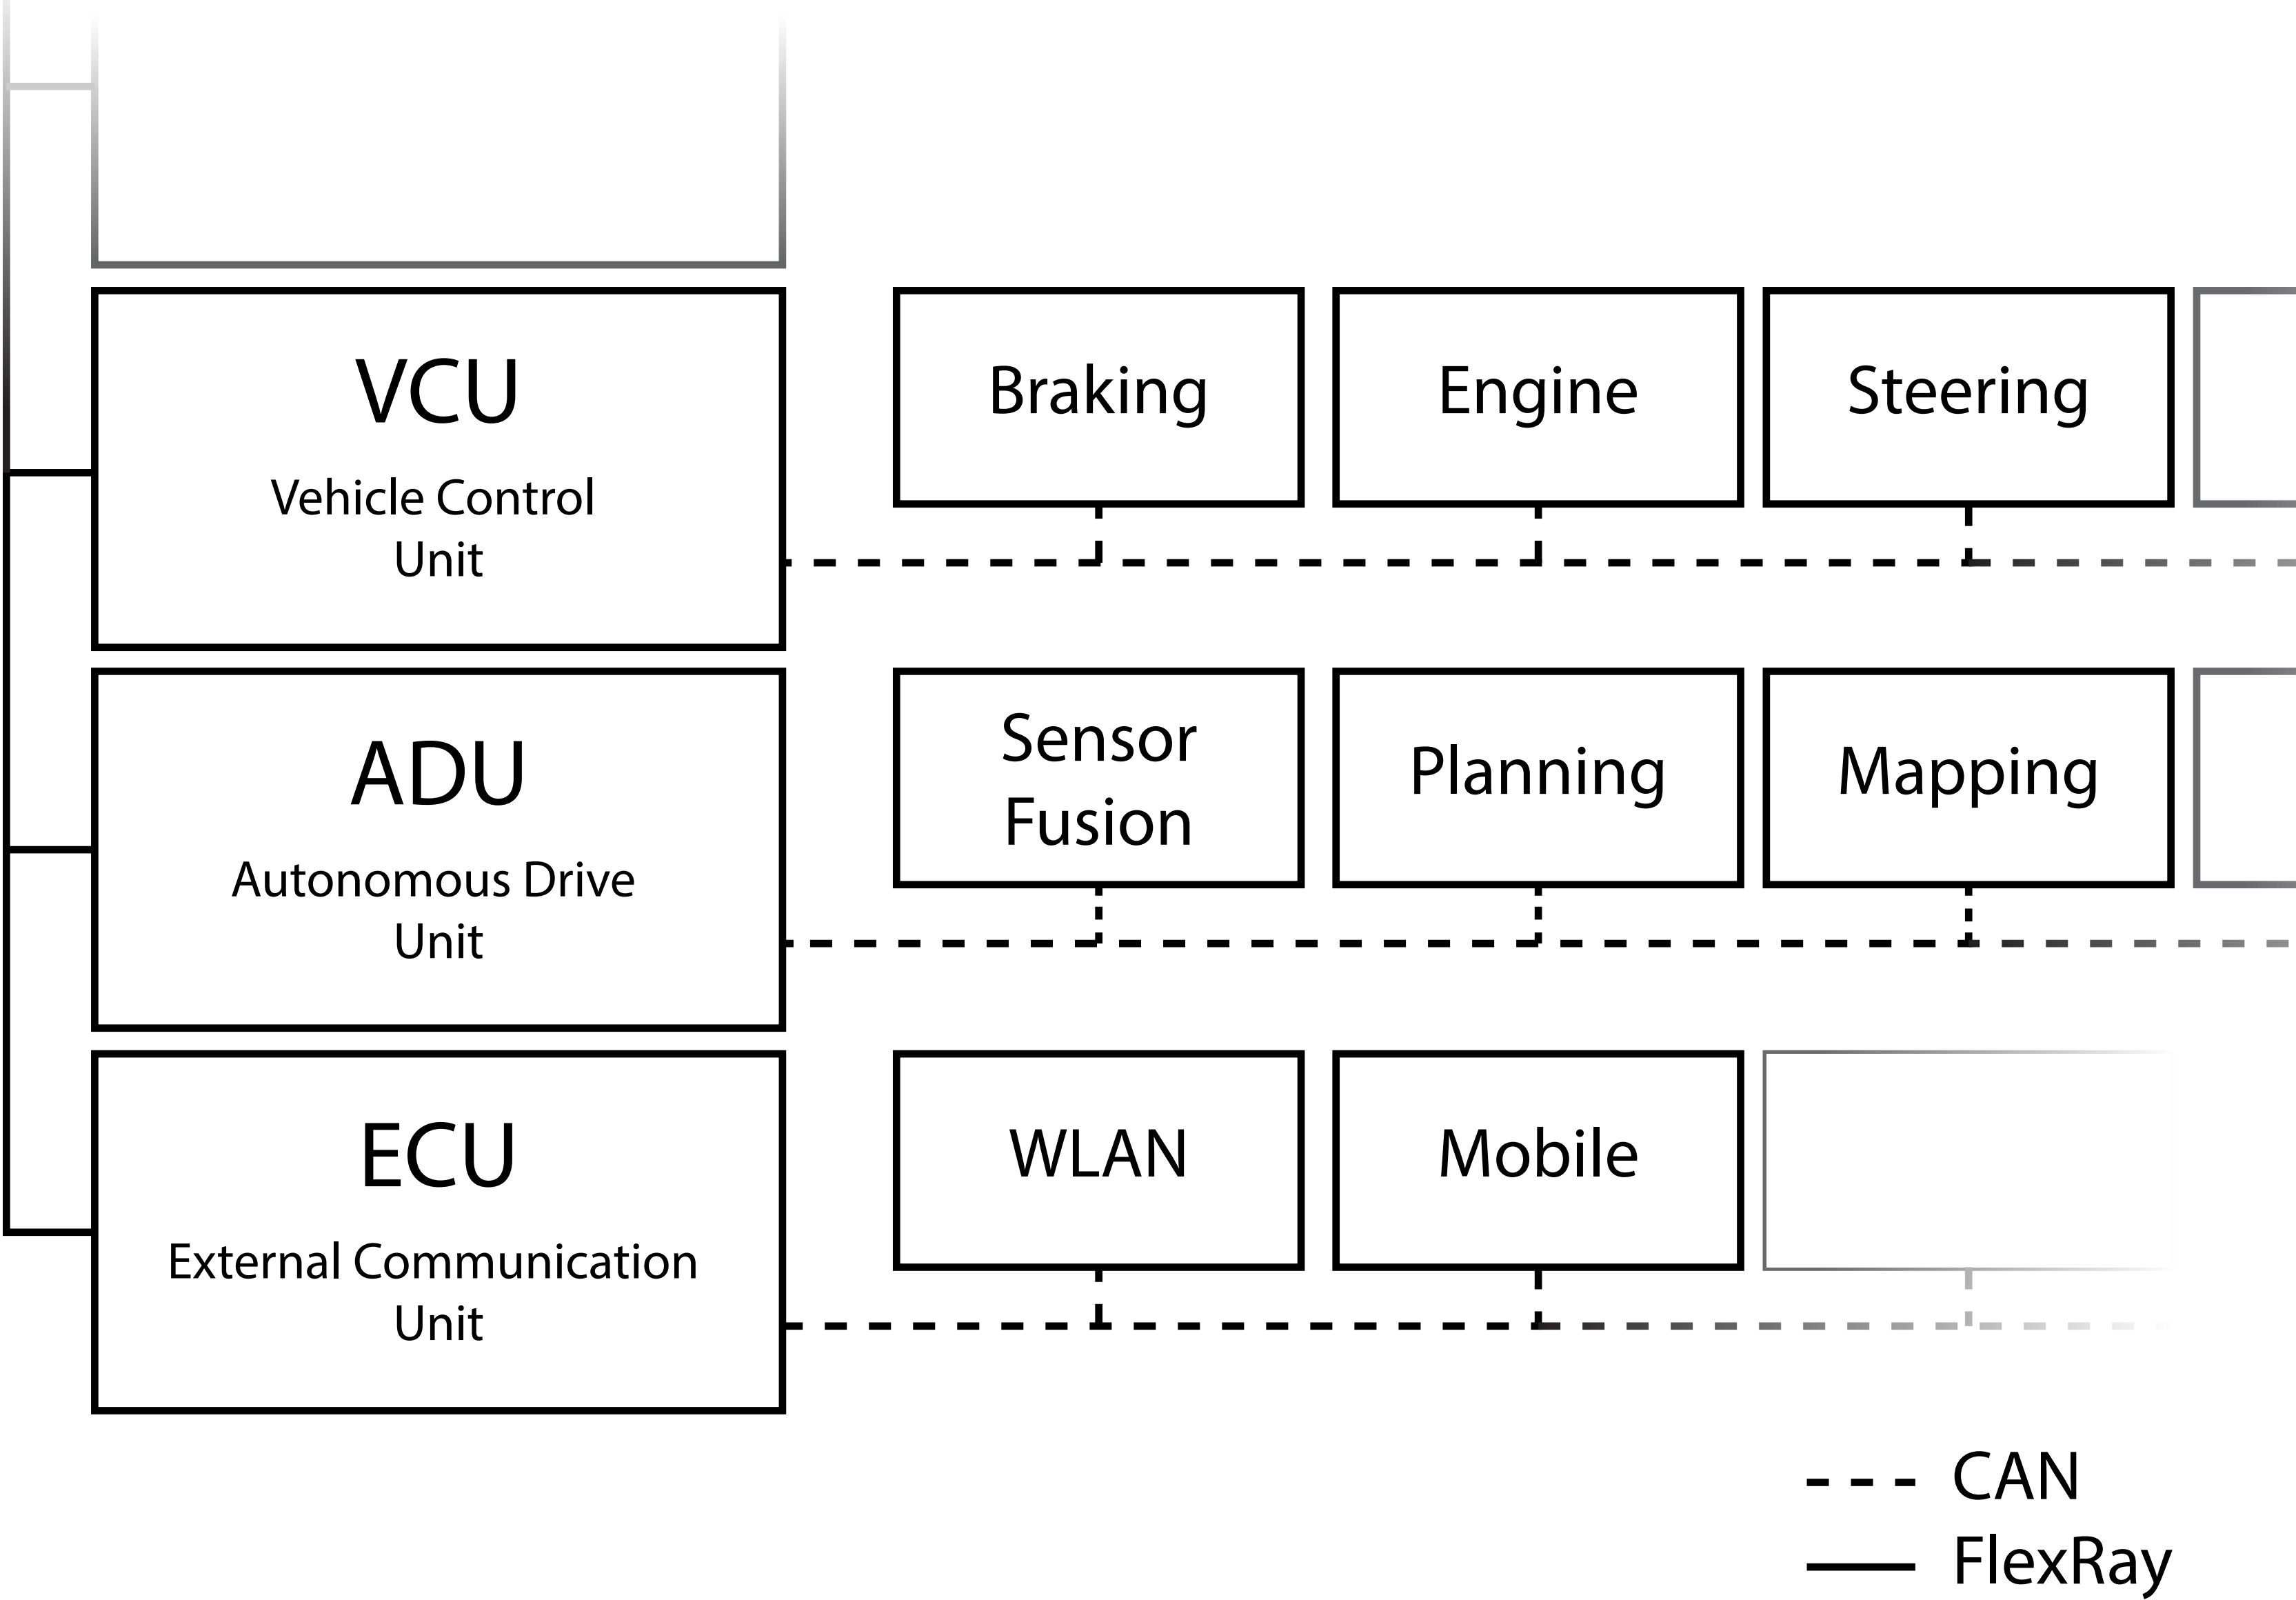 VCU
Vehicle Control
Unit
Braking
Engine
Steering
ADU
Autonomous Drive
Unit
Sensor
Fusion
Planning
Mapping
ECU
External Communication
Unit
WLAN
Mobile
CAN
FlexRay